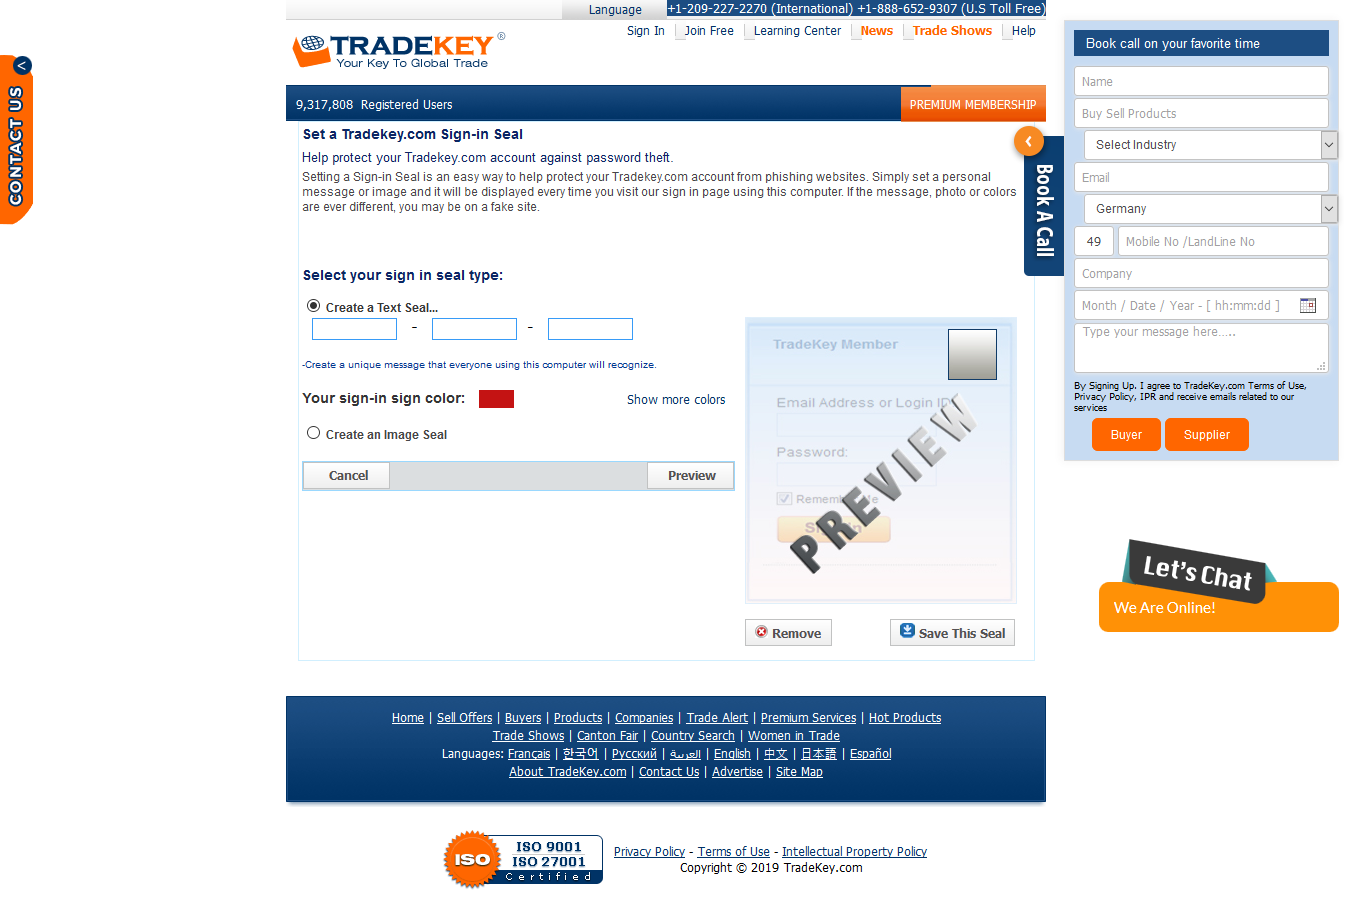 Language
+1-209-227-2270 (International) +1-888-652-9307 (U.S Toll Free)
Sign In
Join Free
Learning Center
News
Trade Shows
Help
TRADEKEY®
Your Key To Global Trade
<
CONTACT US
9,317,808 Registered Users
PREMIUM MEMBERSHIP
Set a Tradekey.com Sign-in Seal
Help protect your Tradekey.com account against password theft.
Setting a Sign-in Seal is an easy way to help protect your Tradekey.com account from phishing websites. Simply set a personal
message or image and it will be displayed every time you visit our sign in page using this computer. If the message, photo or colors
are ever different, you may be on a fake site.
Select your sign in seal type:
Create a Text Seal...
- -
-Create a unique message that everyone using this computer will recognize.
Your sign-in sign color:
Show more colors
Create an Image Seal
Cancel
Preview
TradeKey Member
Email Address or Login ID
Password:
Remember Me
Sign In
PREVIEW
Remove
Save This Seal
‹
Book A Call
Book call on your favorite time
Name
Buy Sell Products
Select Industry
Email
Germany
49
Mobile No /LandLine No
Company
Month / Date / Year - [ hh:mm:dd ]
Type your message here.....
By Signing Up. I agree to TradeKey.com Terms of Use,
Privacy Policy, IPR and receive emails related to our
services
Buyer
Supplier
Let's Chat
We Are Online!
Home | Sell Offers | Buyers | Products | Companies | Trade Alert | Premium Services | Hot Products
Trade Shows | Canton Fair | Country Search | Women in Trade
Languages: Français | 한국어 | Русский | العربية | English | 中文 | 日本語 | Español
About TradeKey.com | Contact Us | Advertise | Site Map
ISO
ISO 9001
ISO 27001
Certified
Privacy Policy - Terms of Use - Intellectual Property Policy
Copyright © 2019 TradeKey.com